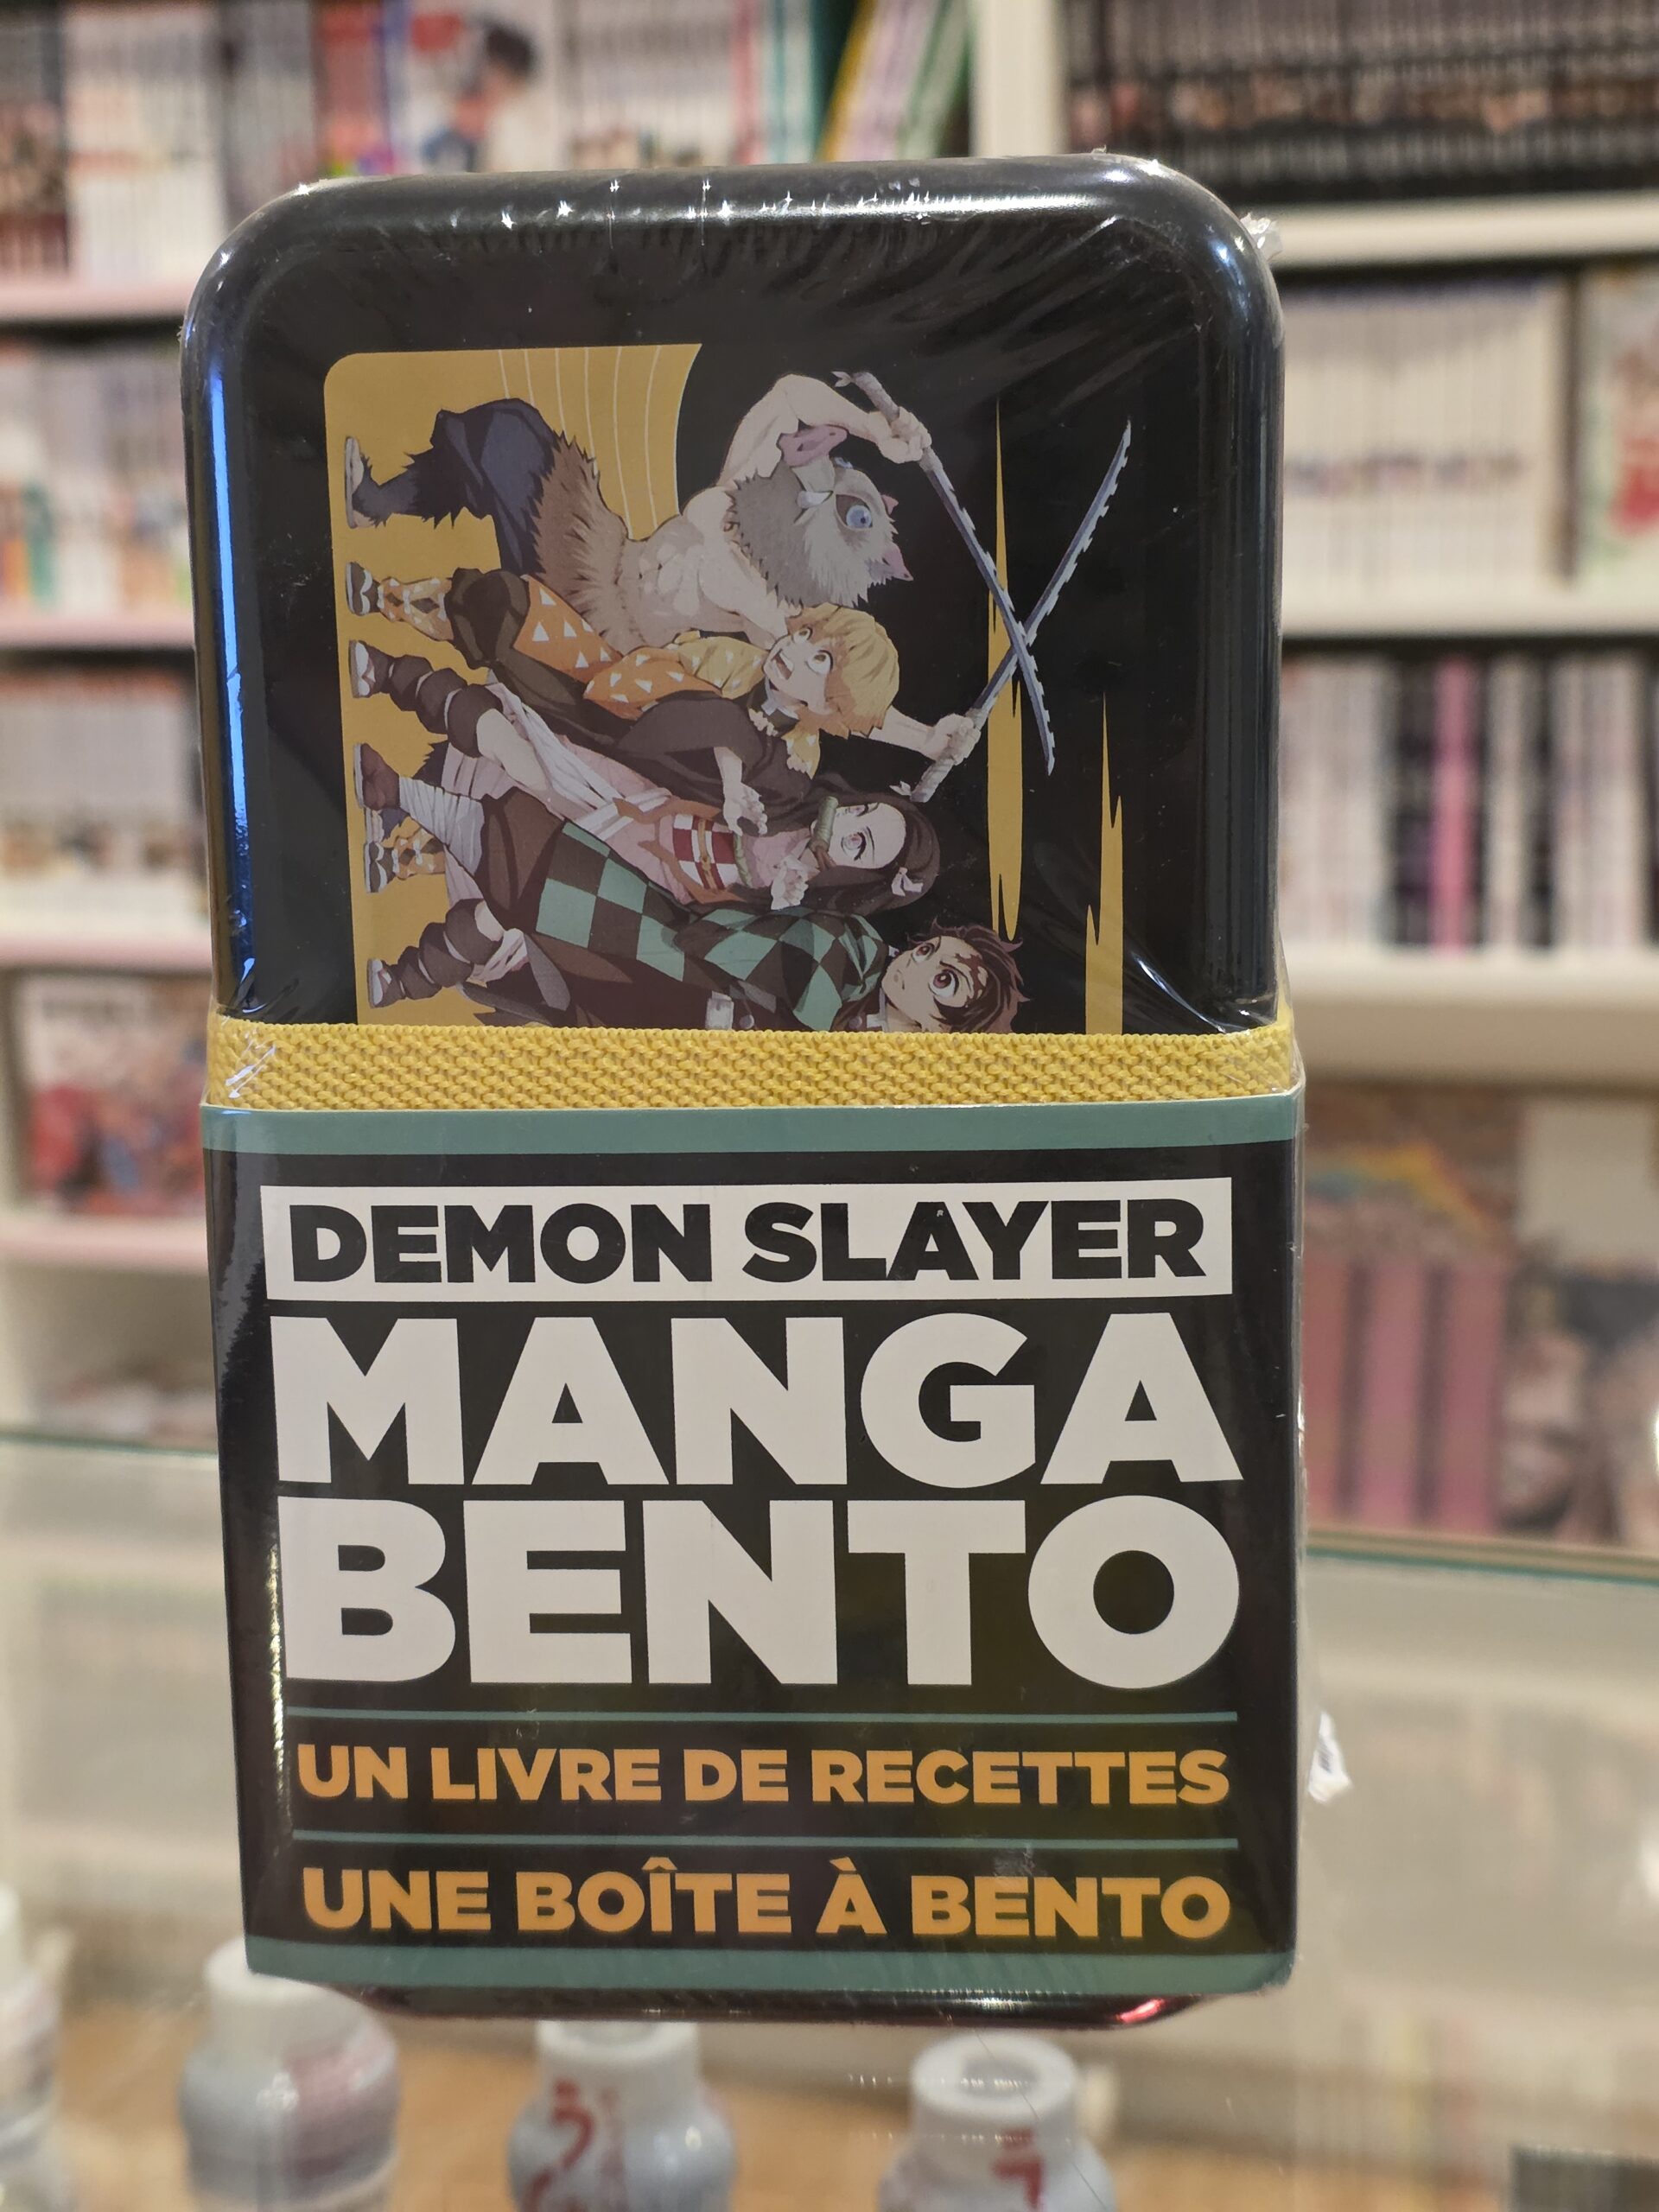 DEMON SLAYER
MANGA
BENTO
UN LIVRE DE RECETTES
UNE BOÎTE À BENTO